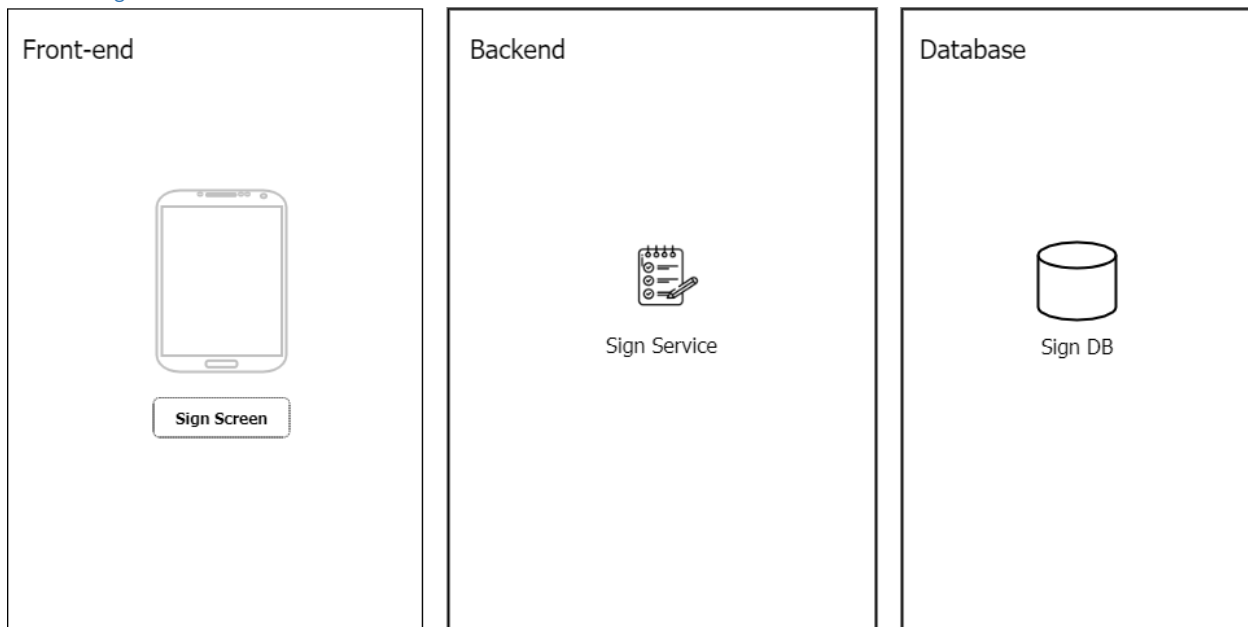 Front-end
Backend
Database
Sign Screen
Sign Service
Sign DB